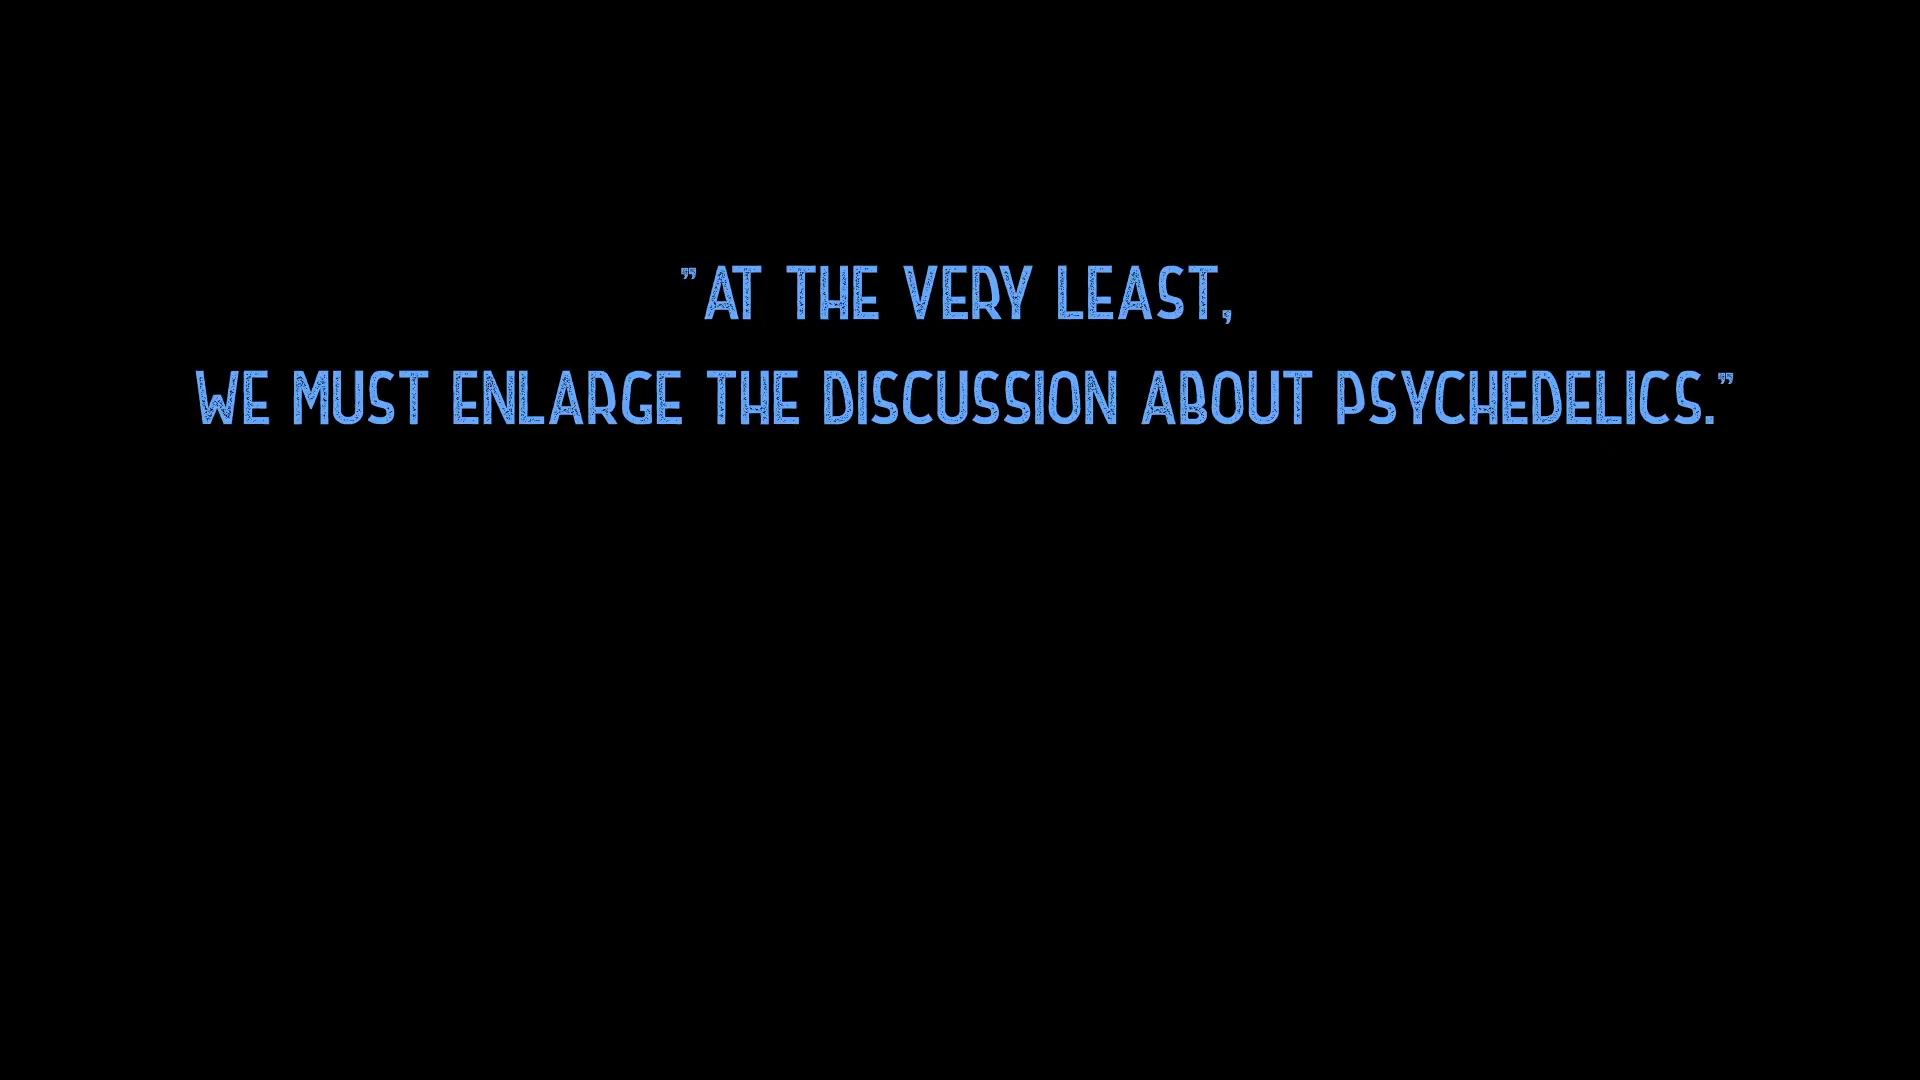 "AT THE VERY LEAST,
WE MUST ENLARGE THE DISCUSSION ABOUT PSYCHEDELICS."